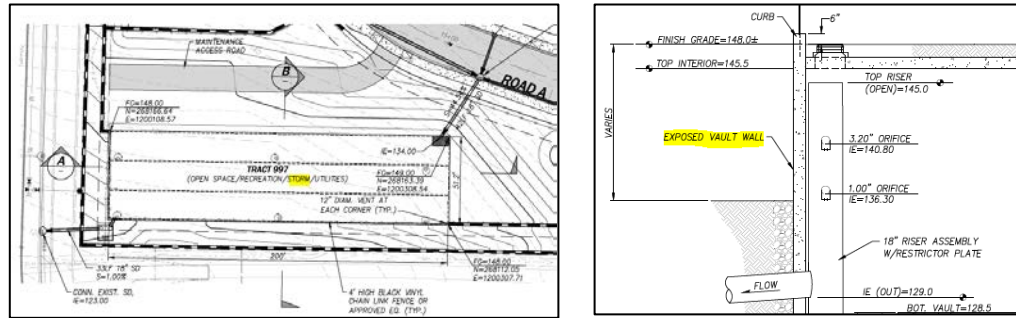 MAINTENANCE
ACCESS ROAD
B
ROAD A
FG=148.00
N=268166.64
E=1200108.57
A
IE=134.00
TRACT 997
(OPEN SPACE/RECREATION/STORM/UTILITIES)
FG=149.00
N=268163.39
E=1200308.54
51.2'
12" DIAM. VENT AT
EACH CORNER (TYP.)
200'
FG=148.00
N=268112.05
E=1200307.71
33LF 18" SD
S=1.00%
CONN. EXIST. SD,
IE=123.00
4' HIGH BLACK VINYL
CHAIN LINK FENCE OR
APPROVED EQ. (TYP.)
CURB
6"
FINISH GRADE=148.0±
TOP INTERIOR=145.5
TOP RISER
(OPEN)=145.0
VARIES
EXPOSED VAULT WALL
3.20" ORIFICE
IE=140.80
1.00" ORIFICE
IE=136.30
18" RISER ASSEMBLY
W/RESTRICTOR PLATE
FLOW
IE (OUT)=129.0
BOT. VAULT=128.5